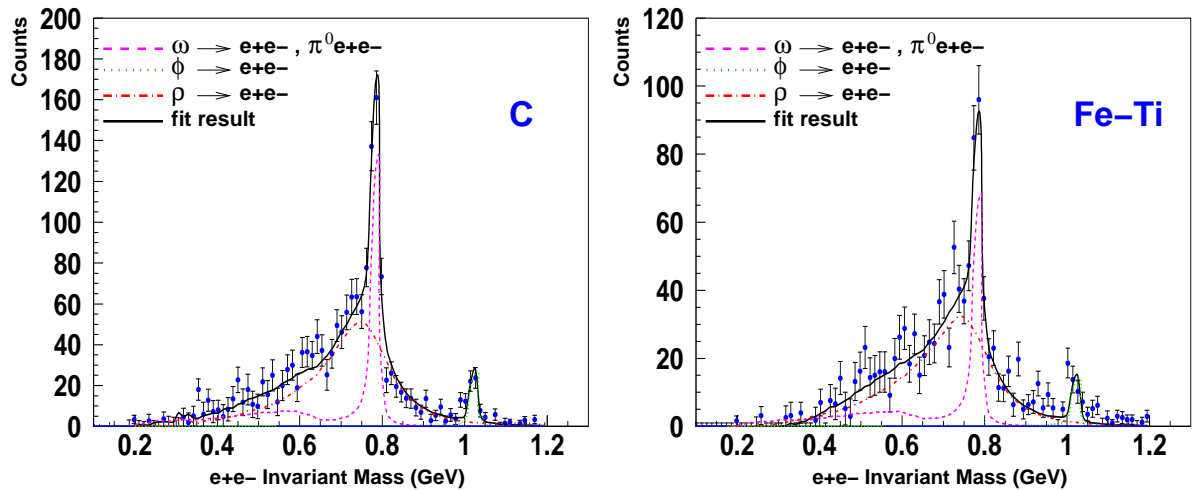 Counts
200
180
160
140
120
100
80
60
40
20
0
ω → e+e− , π⁰e+e−
ϕ → e+e−
ρ → e+e−
fit result
C
0.2 0.4 0.6 0.8 1 1.2
e+e− Invariant Mass (GeV)
Counts
120
100
80
60
40
20
0
ω → e+e− , π⁰e+e−
ϕ → e+e−
ρ → e+e−
fit result
Fe−Ti
0.2 0.4 0.6 0.8 1 1.2
e+e− Invariant Mass (GeV)